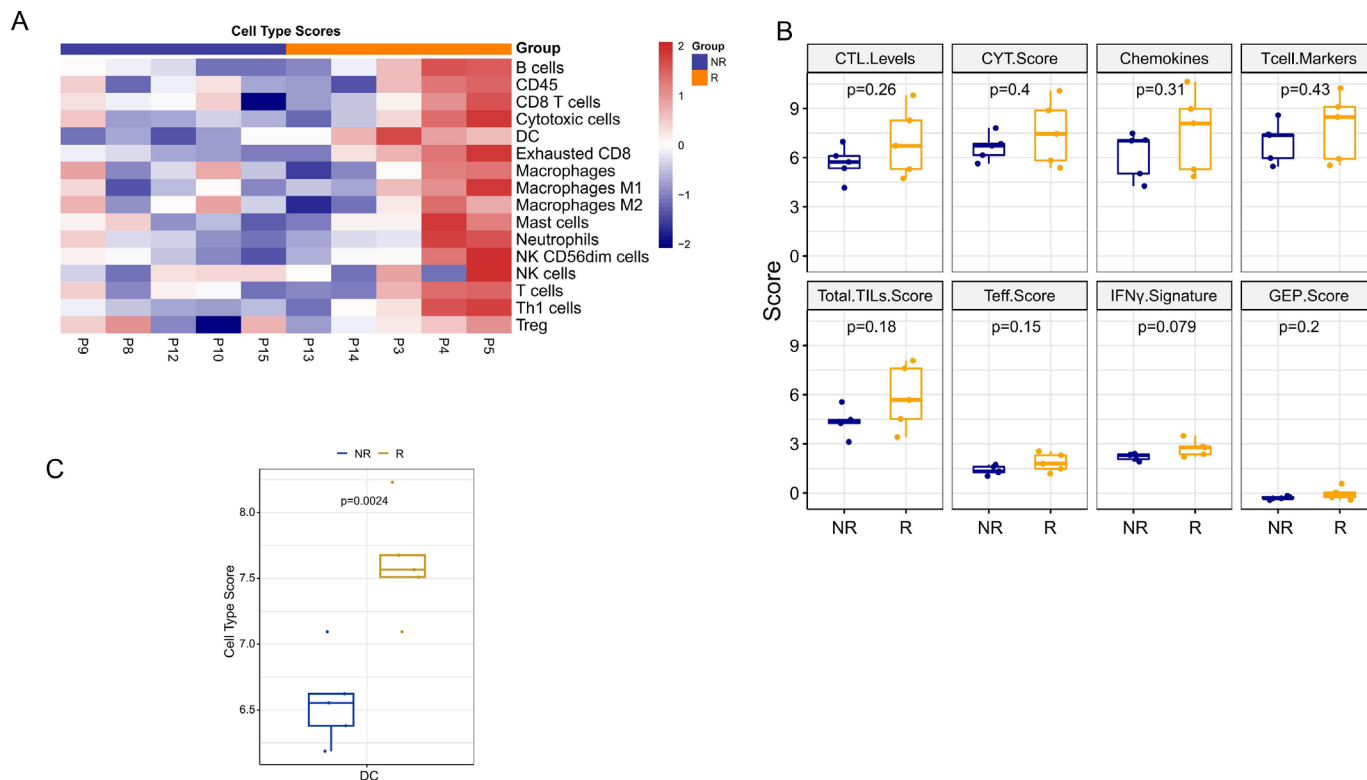 A
Cell Type Scores
Group
B cells
CD45
CD8 T cells
Cytotoxic cells
DC
Exhausted CD8
Macrophages
Macrophages M1
Macrophages M2
Mast cells
Neutrophils
NK CD56dim cells
NK cells
T cells
Th1 cells
Treg
P9 P8 P12 P10 P15 P13 P14 P3 P4 P5
2
1
0
−1
−2
Group
NR
R
B
Score
CTL.Levels CYT.Score Chemokines Tcell.Markers
p=0.26 p=0.4 p=0.31 p=0.43
9
6
3
0
Total.TILs.Score Teff.Score IFNγ.Signature GEP.Score
p=0.18 p=0.15 p=0.079 p=0.2
9
6
3
0
NR R NR R NR R NR R
C
NR R
p=0.0024
Cell Type Score
8.0
7.5
7.0
6.5
DC